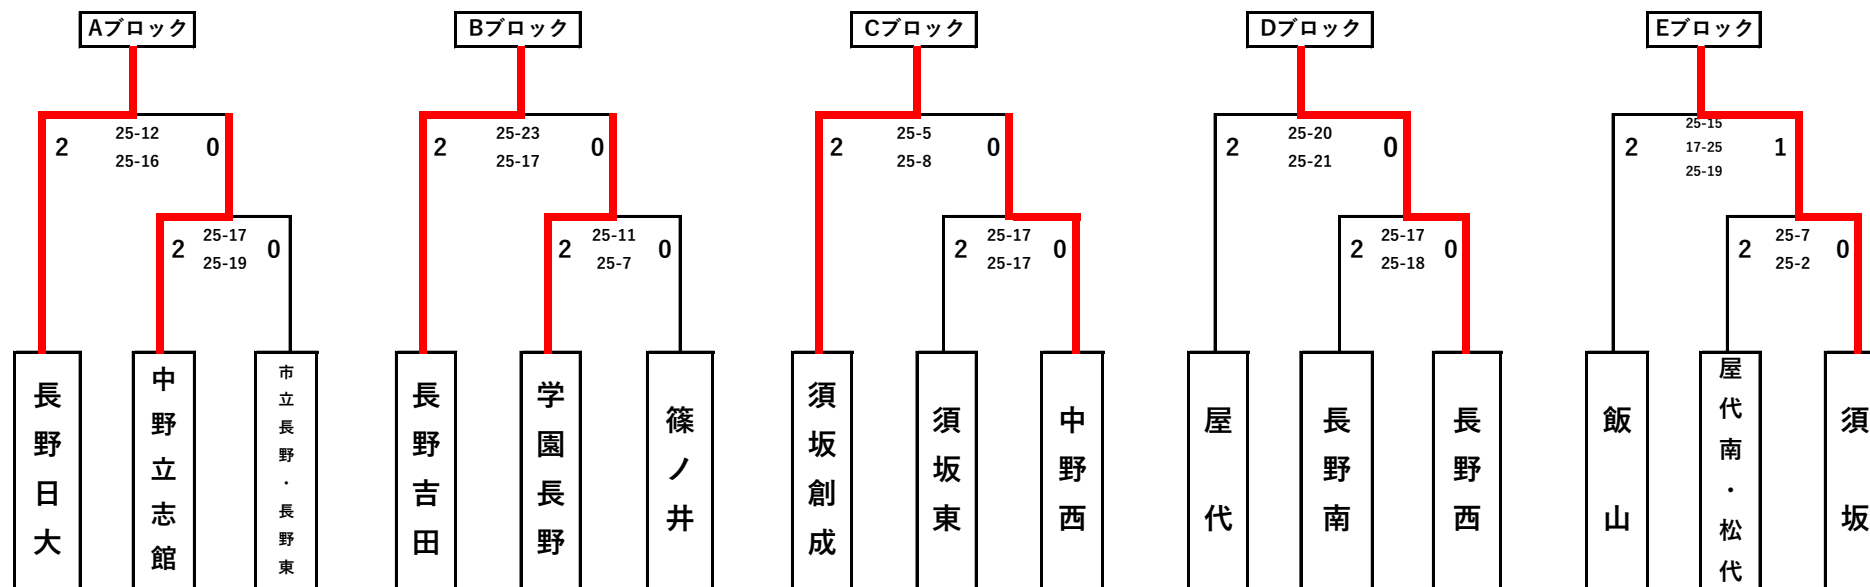 Aブロック
Bブロック
Cブロック
Dブロック
Eブロック
2
25-12
25-16
0
2
25-23
25-17
0
2
25-5
25-8
0
2
25-20
25-21
0
2
25-15
17-25
25-19
1
2
25-17
25-19
0
2
25-11
25-7
0
2
25-17
25-17
0
2
25-17
25-18
0
2
25-7
25-2
0
長野日大
中野立志館
市立長野・長野東
長野吉田
学園長野
篠ノ井
須坂創成
須坂東
中野西
屋代
長野南
長野西
飯山
屋代南・松代
須坂